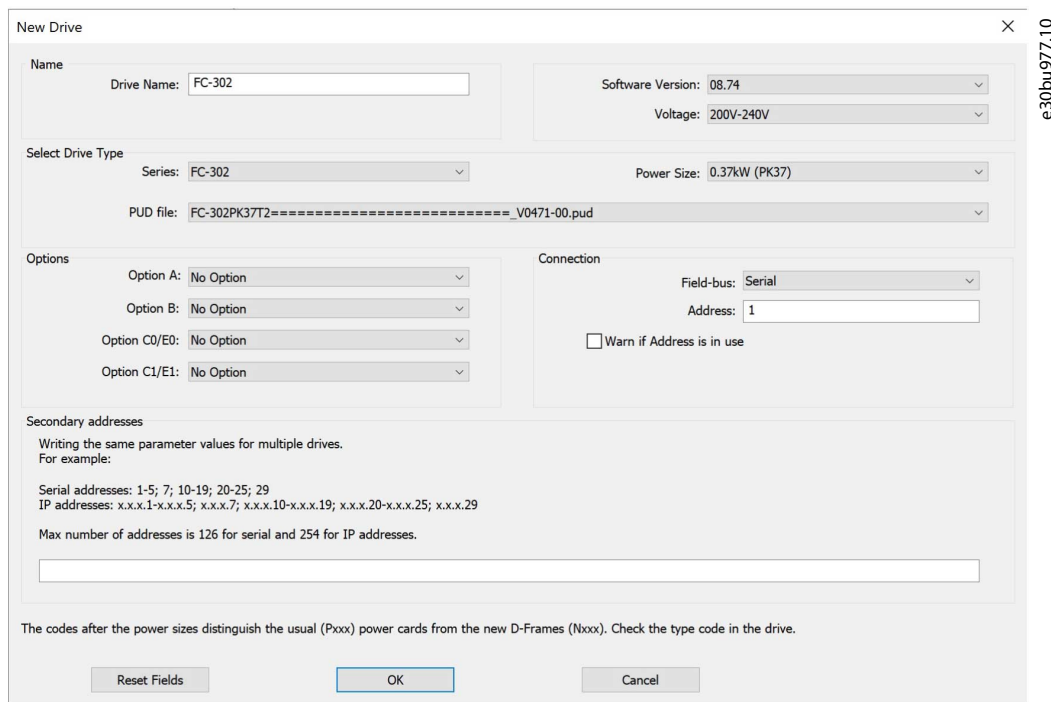 New Drive
e30bu977.10
Name
Drive Name: FC-302
Software Version: 08.74
Voltage: 200V-240V
Select Drive Type
Series: FC-302
Power Size: 0.37kW (PK37)
PUD file: FC-302PK37T2===========================_V0471-00.pud
Options
Option A: No Option
Option B: No Option
Option C0/E0: No Option
Option C1/E1: No Option
Connection
Field-bus: Serial
Address: 1
Warn if Address is in use
Secondary addresses
Writing the same parameter values for multiple drives.
For example:
Serial addresses: 1-5; 7; 10-19; 20-25; 29
IP addresses: x.x.x.1-x.x.x.5; x.x.x.7; x.x.x.10-x.x.x.19; x.x.x.20-x.x.x.25; x.x.x.29
Max number of addresses is 126 for serial and 254 for IP addresses.
The codes after the power sizes distinguish the usual (Pxxx) power cards from the new D-Frames (Nxxx). Check the type code in the drive.
Reset Fields
OK
Cancel